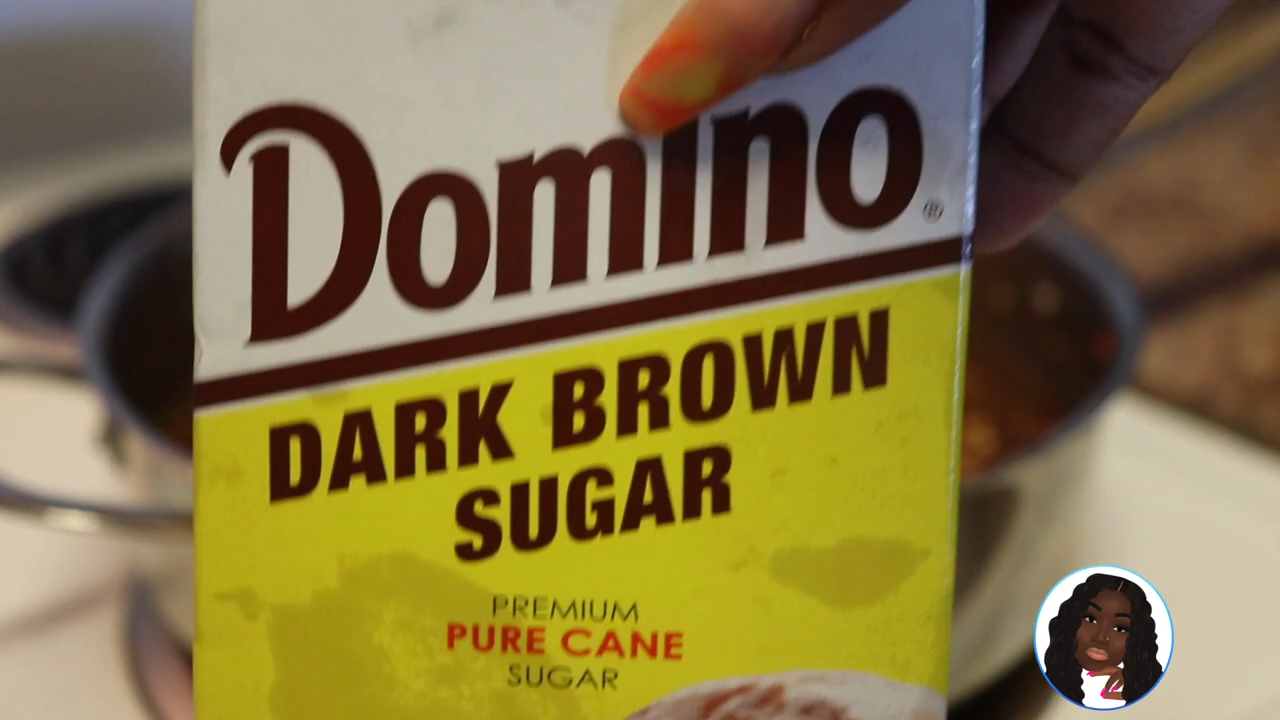 Domino®
DARK BROWN
SUGAR
PREMIUM
PURE CANE
SUGAR